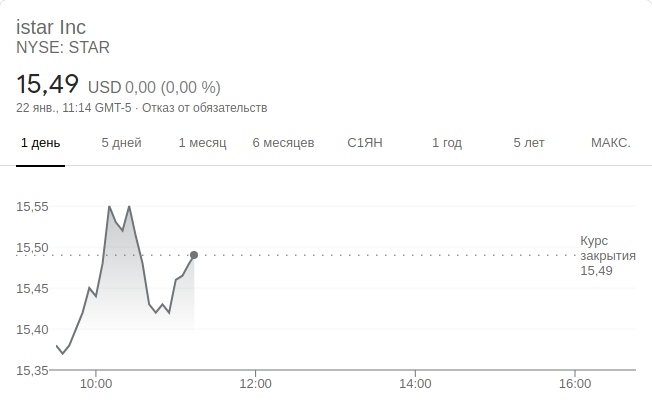 istar Inc
NYSE: STAR
15,49 USD 0,00 (0,00 %)
22 янв., 11:14 GMT-5 · Отказ от обязательств
1 день 5 дней 1 месяц 6 месяцев С1ЯН 1 год 5 лет МАКС.
15,55
15,50
15,45
15,40
15,35
Курс
закрытия
15,49
10:00 12:00 14:00 16:00